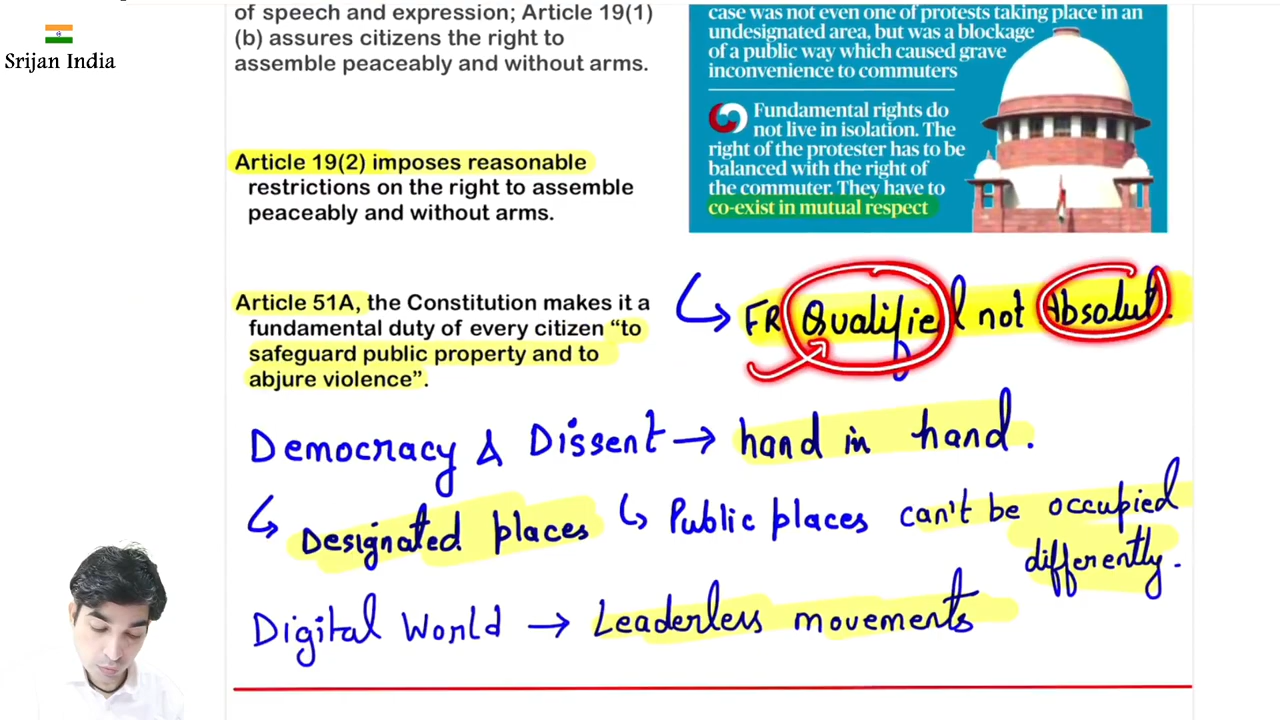 Srijan India
of speech and expression; Article 19(1)
(b) assures citizens the right to
assemble peaceably and without arms.
Article 19(2) imposes reasonable
restrictions on the right to assemble
peaceably and without arms.
Article 51A, the Constitution makes it a
fundamental duty of every citizen “to
safeguard public property and to
abjure violence”.
case was not even one of protests taking place in an
undesignated area, but was a blockage
of a public way which caused grave
inconvenience to commuters
Fundamental rights do
not live in isolation. The
right of the protester has to be
balanced with the right of
the commuter. They have to
co-exist in mutual respect
FR Qualified not Absolut.
Democracy & Dissent → hand in hand.
Designated places
Public places can't be occupied
differently.
Digital World → Leaderless movements